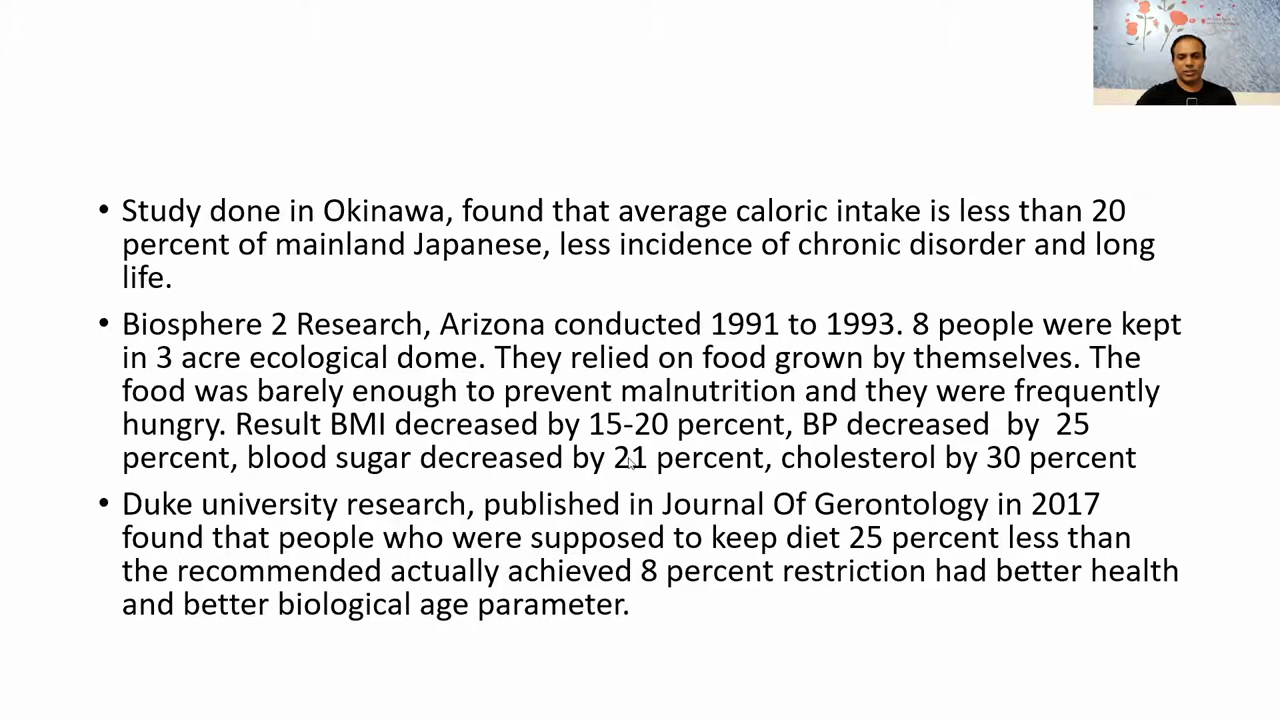 • Study done in Okinawa, found that average caloric intake is less than 20
percent of mainland Japanese, less incidence of chronic disorder and long
life.
• Biosphere 2 Research, Arizona conducted 1991 to 1993. 8 people were kept
in 3 acre ecological dome. They relied on food grown by themselves. The
food was barely enough to prevent malnutrition and they were frequently
hungry. Result BMI decreased by 15-20 percent, BP decreased  by  25
percent, blood sugar decreased by 21 percent, cholesterol by 30 percent
• Duke university research, published in Journal Of Gerontology in 2017
found that people who were supposed to keep diet 25 percent less than
the recommended actually achieved 8 percent restriction had better health
and better biological age parameter.